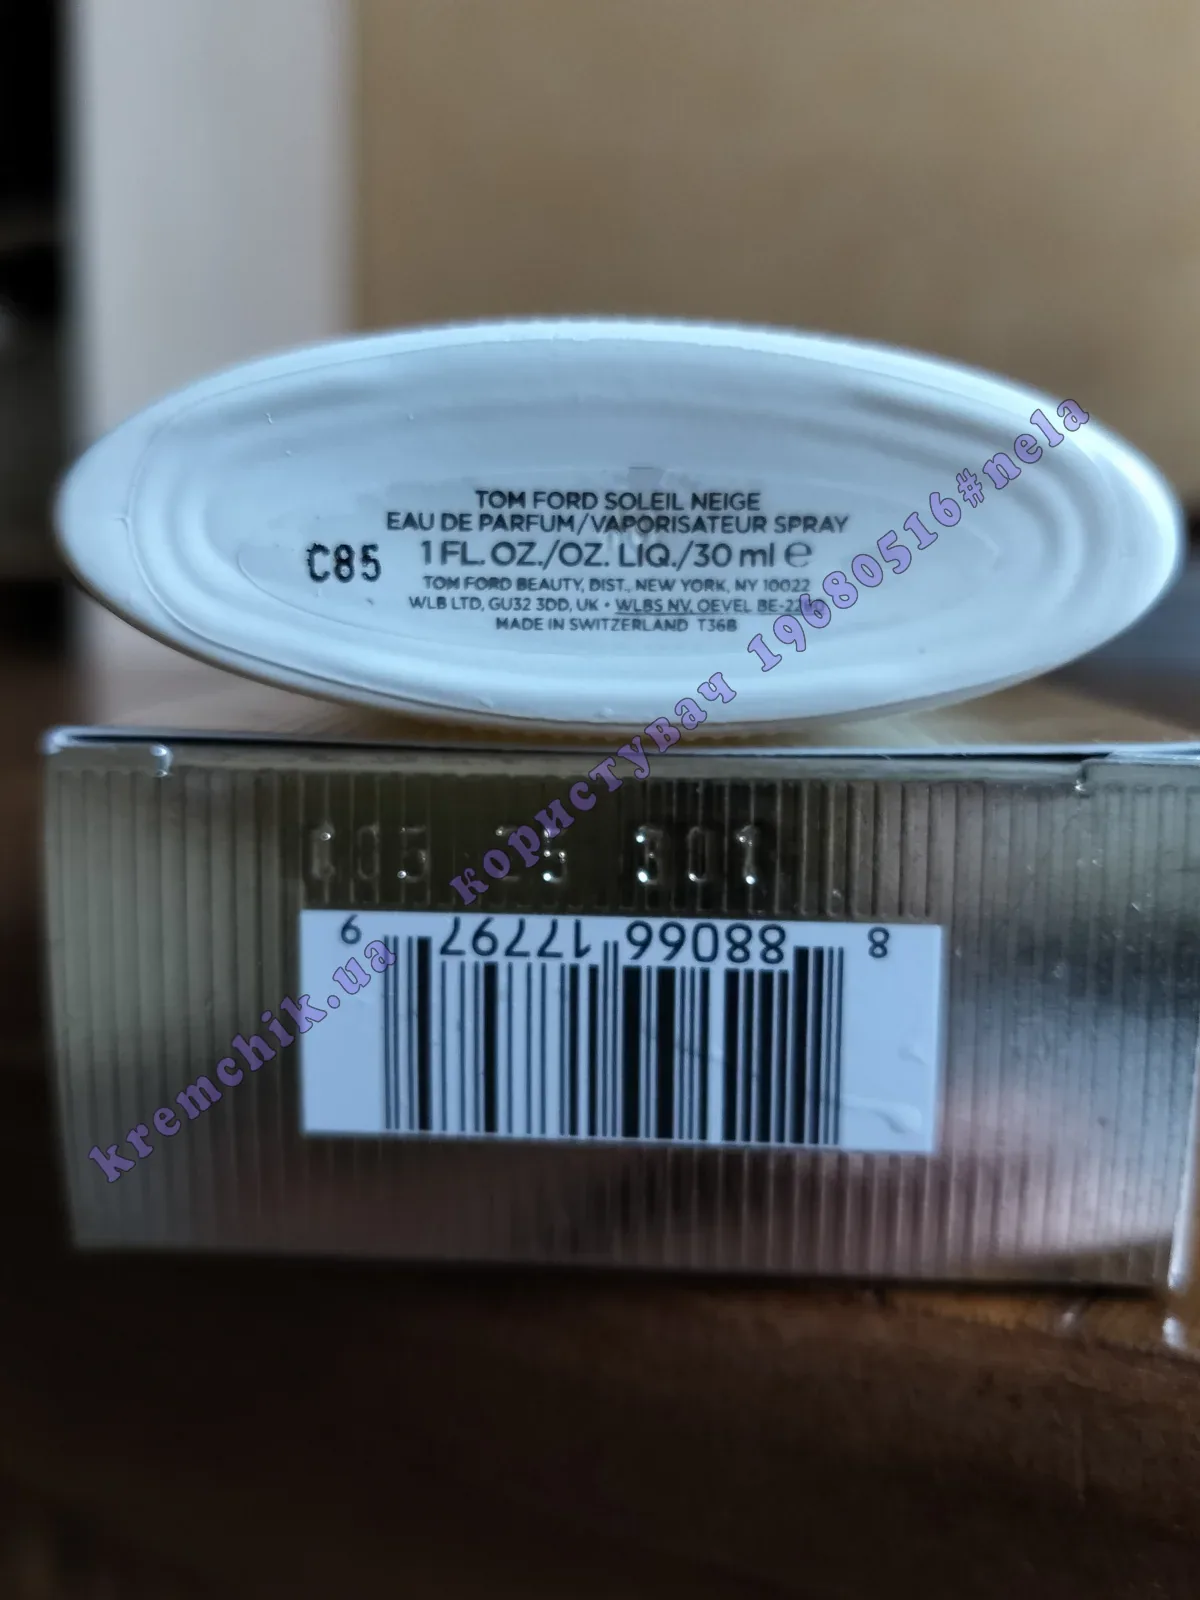 TOM FORD SOLEIL NEIGE
EAU DE PARFUM/VAPORISATEUR SPRAY
C85
1 FL. OZ./OZ. LIQ./30 ml e
TOM FORD BEAUTY, DIST., NEW YORK, NY 10022
WLB LTD, GU32 3DD, UK • WLBS NV, OEVEL BE-2260
MADE IN SWITZERLAND T36B
8 88066 17797 9
kremchik.ua користувач 19680516#nela